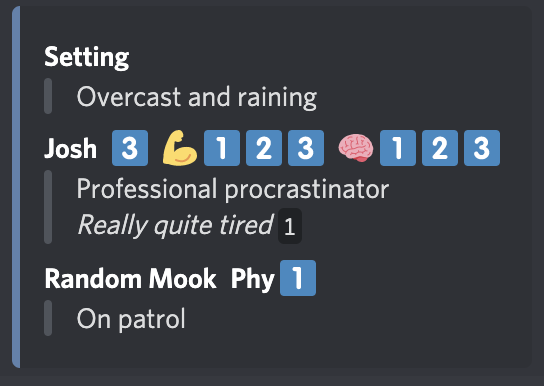 Setting
Overcast and raining
Josh 3 💪 1 2 3 🧠 1 2 3
Professional procrastinator
Really quite tired 1
Random Mook Phy 1
On patrol